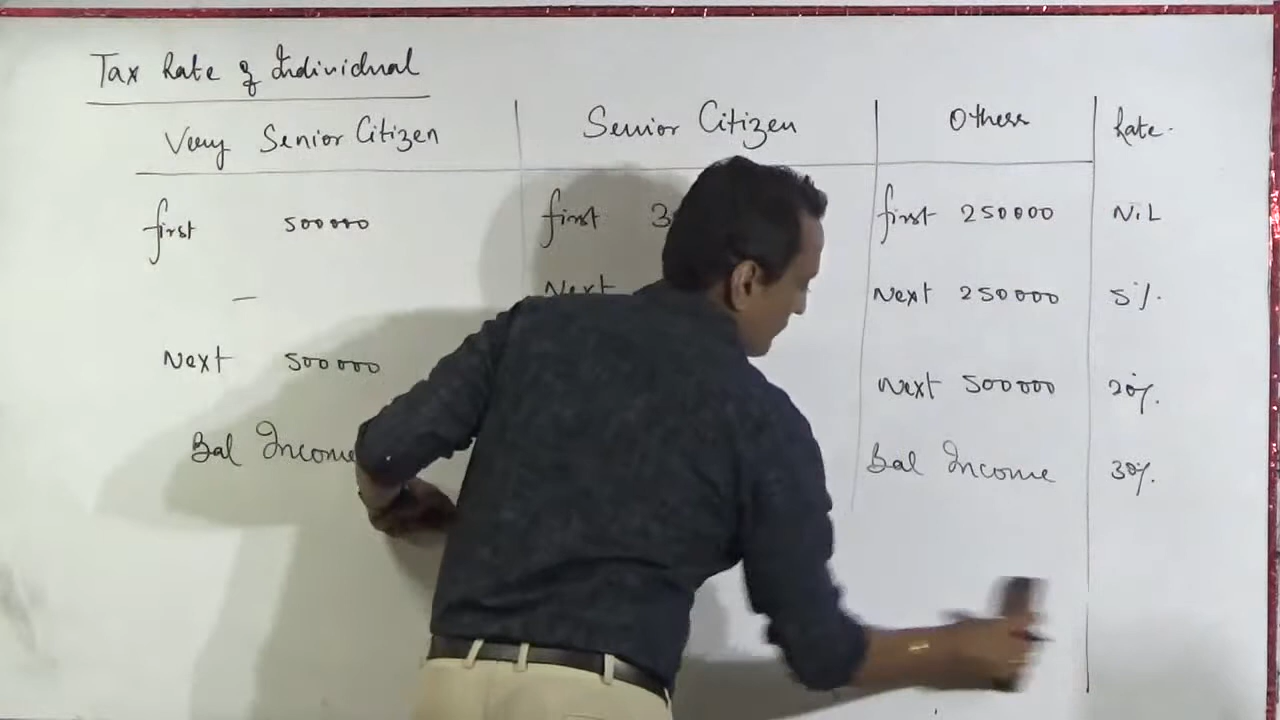 Tax Rate of Individual
Very Senior Citizen Senior Citizen Others Rate.
first 500000 first first 250000 NiL
— Next Next 250000 5%.
Next 500000 Next 500000 20%.
Bal Income Bal Income 30%.